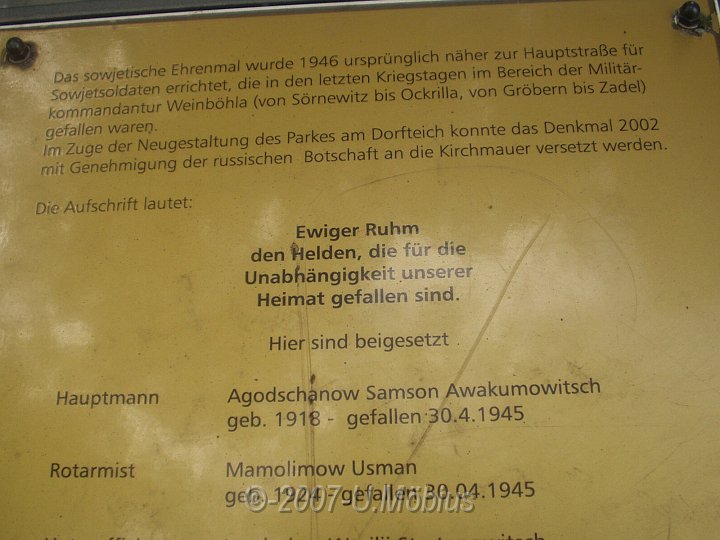 Das sowjetische Ehrenmal wurde 1946 ursprünglich näher zur Hauptstraße für
Sowjetsoldaten errichtet, die in den letzten Kriegstagen im Bereich der Militär-
kommandantur Weinböhla (von Sörnewitz bis Ockrilla, von Gröbern bis Zadel)
gefallen waren.
Im Zuge der Neugestaltung des Parkes am Dorfteich konnte das Denkmal 2002
mit Genehmigung der russischen Botschaft an die Kirchmauer versetzt werden.
Die Aufschrift lautet:
Ewiger Ruhm
den Helden, die für die
Unabhängigkeit unserer
Heimat gefallen sind.
Hier sind beigesetzt
Hauptmann Agodschanow Samson Awakumowitsch
geb. 1918 - gefallen 30.4.1945
Rotarmist Mamolimow Usman
geb. 1924 - gefallen 30.04.1945
© 2007 U.Möbius